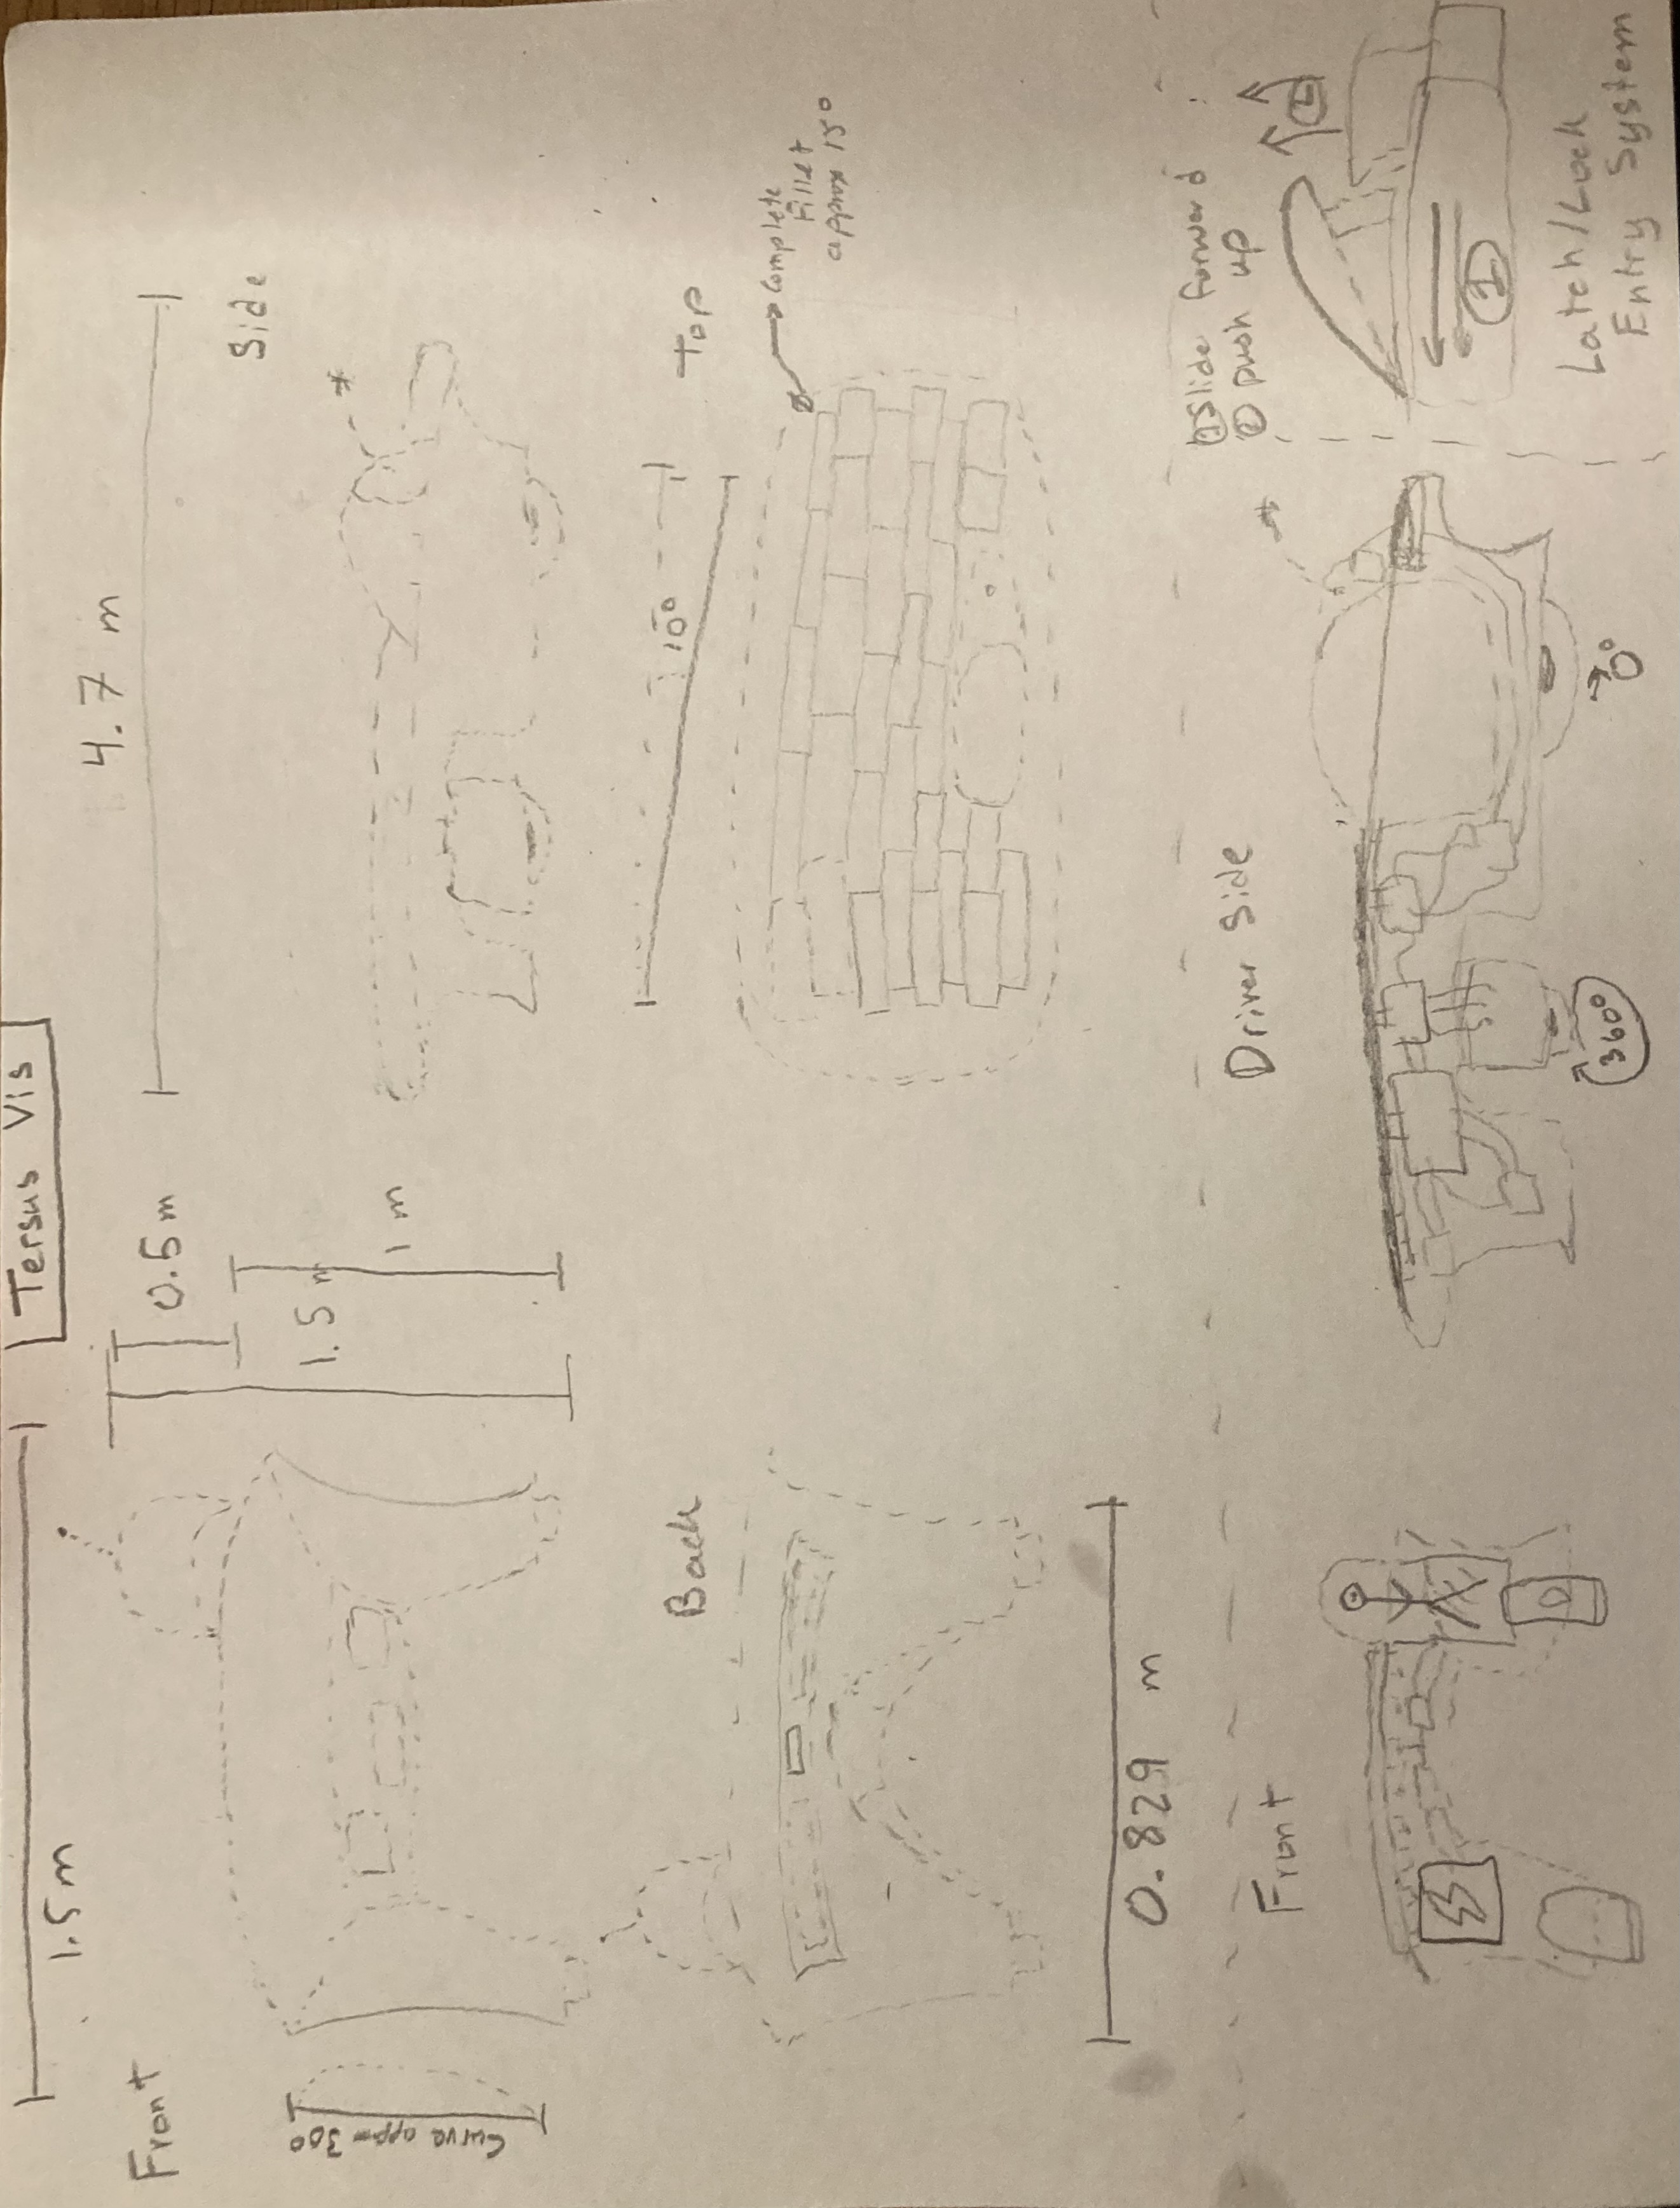 Tersus Vis
1.5 m
4.7 m
Front
0.5 m
1.5 m
1 m
Side
*
Curve app 30°
Back
Top
10°
Complete
Fillet
approx 15°
0.829 m
Front
Driver Side
*
360°
0°
① Slide forward
② push up
①
Latch/Lock
Entry System